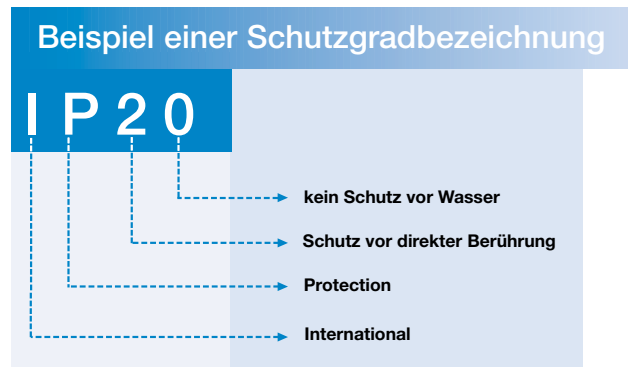 Beispiel einer Schutzgradbezeichnung
IP20
kein Schutz vor Wasser
Schutz vor direkter Berührung
Protection
International